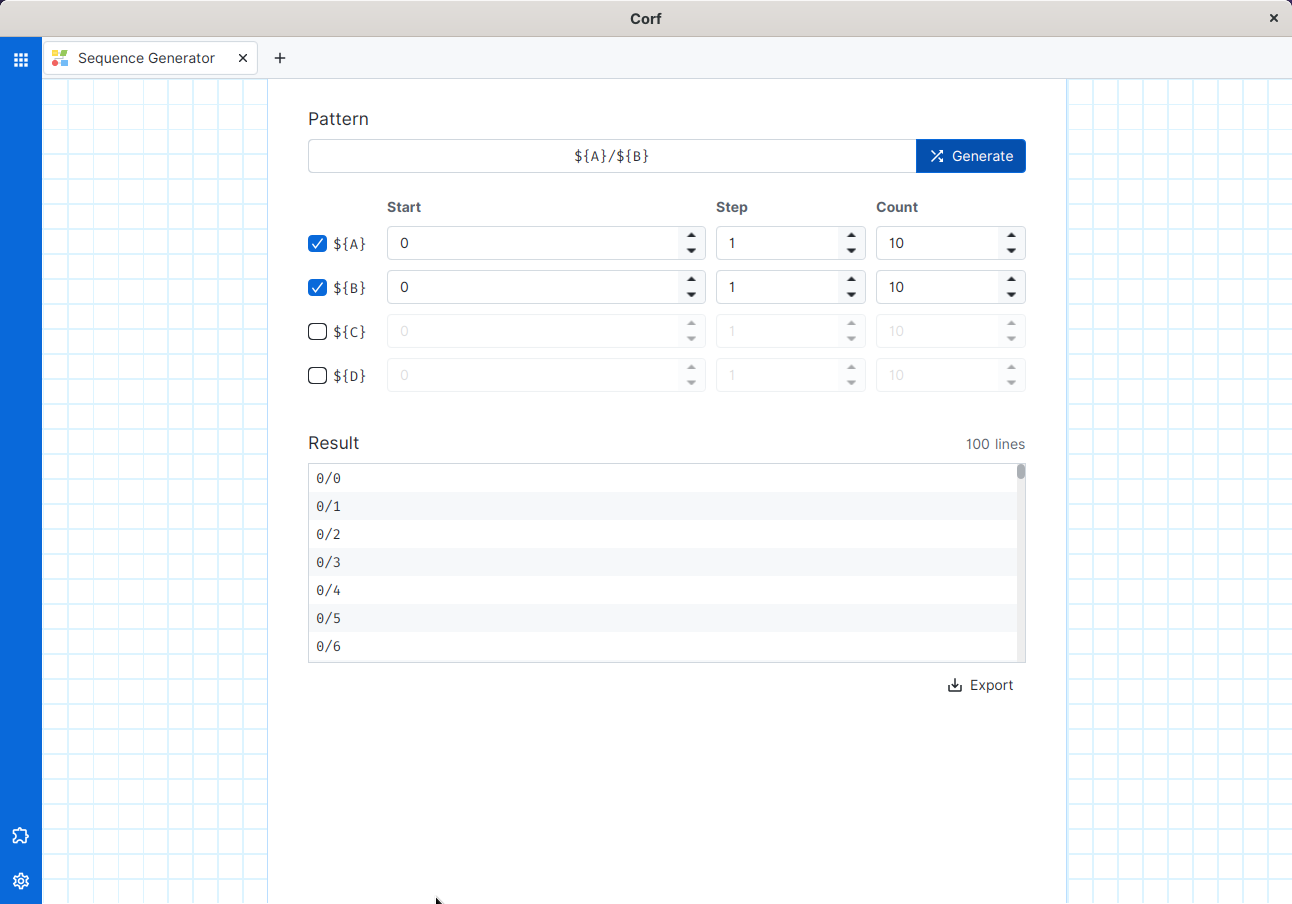 Corf
Sequence Generator
Pattern
${A}/${B}
Generate
Start Step Count
${A} 0 1 10
${B} 0 1 10
${C} 0 1 10
${D} 0 1 10
Result 100 lines
0/0
0/1
0/2
0/3
0/4
0/5
0/6
Export